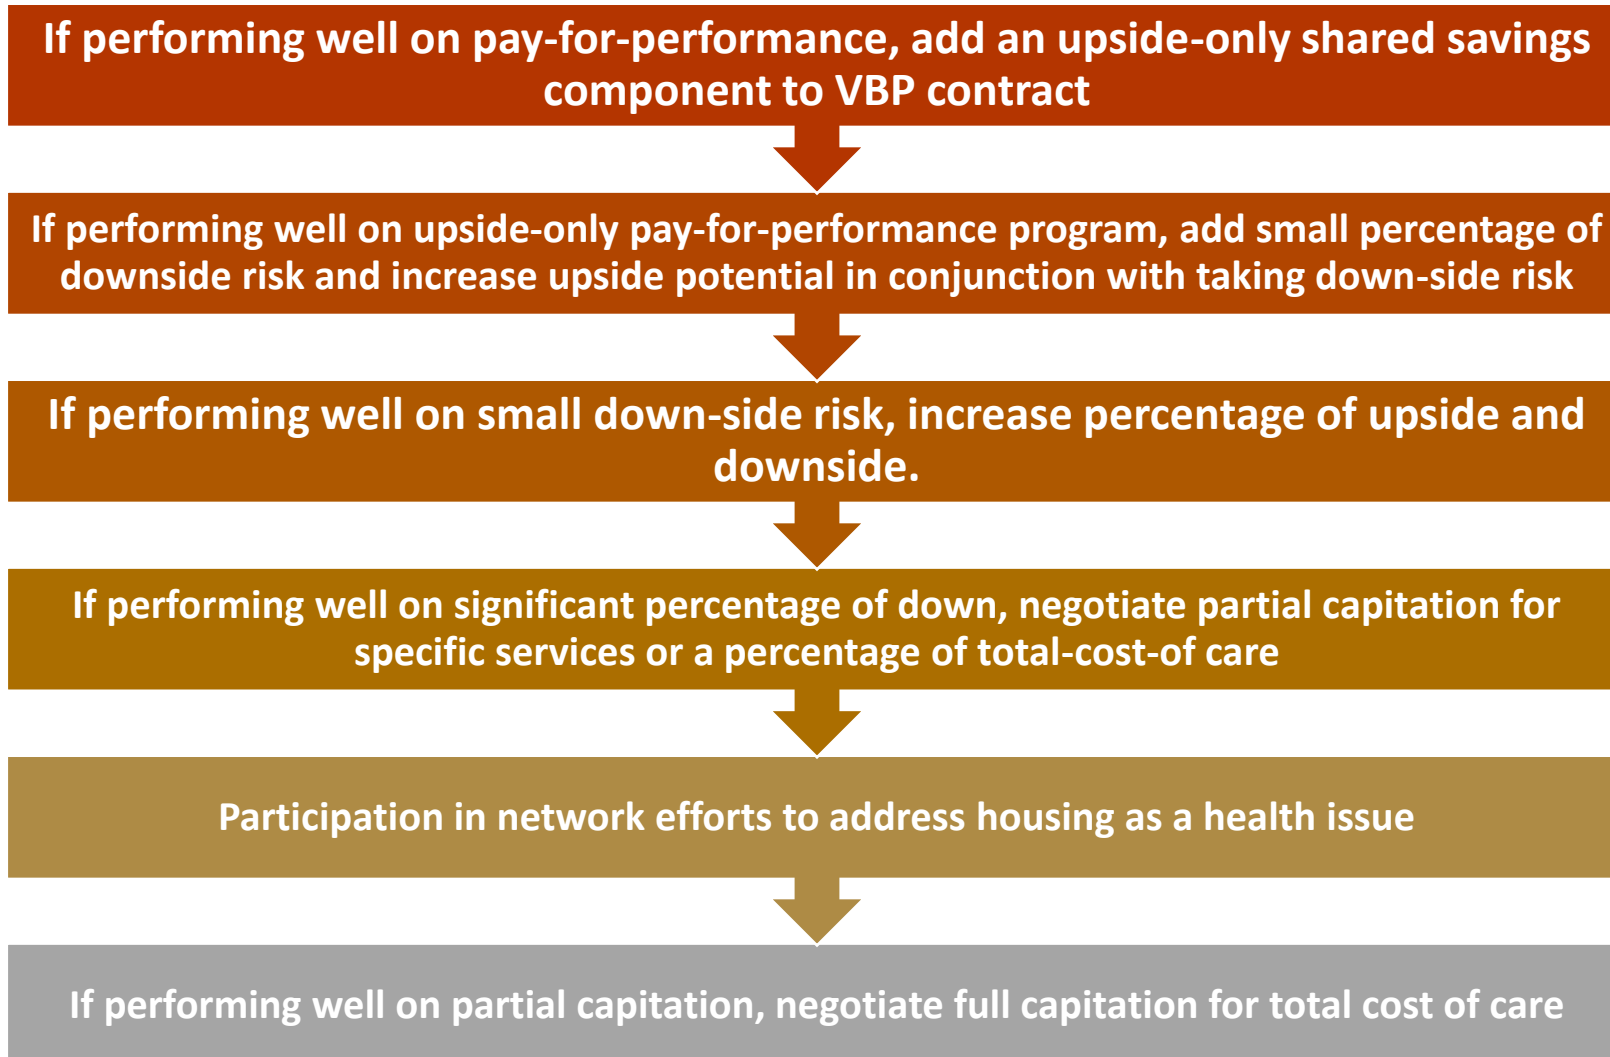 If performing well on pay-for-performance, add an upside-only shared savings
component to VBP contract
If performing well on upside-only pay-for-performance program, add small percentage of
downside risk and increase upside potential in conjunction with taking down-side risk
If performing well on small down-side risk, increase percentage of upside and
downside.
If performing well on significant percentage of down, negotiate partial capitation for
specific services or a percentage of total-cost-of care
Participation in network efforts to address housing as a health issue
If performing well on partial capitation, negotiate full capitation for total cost of care